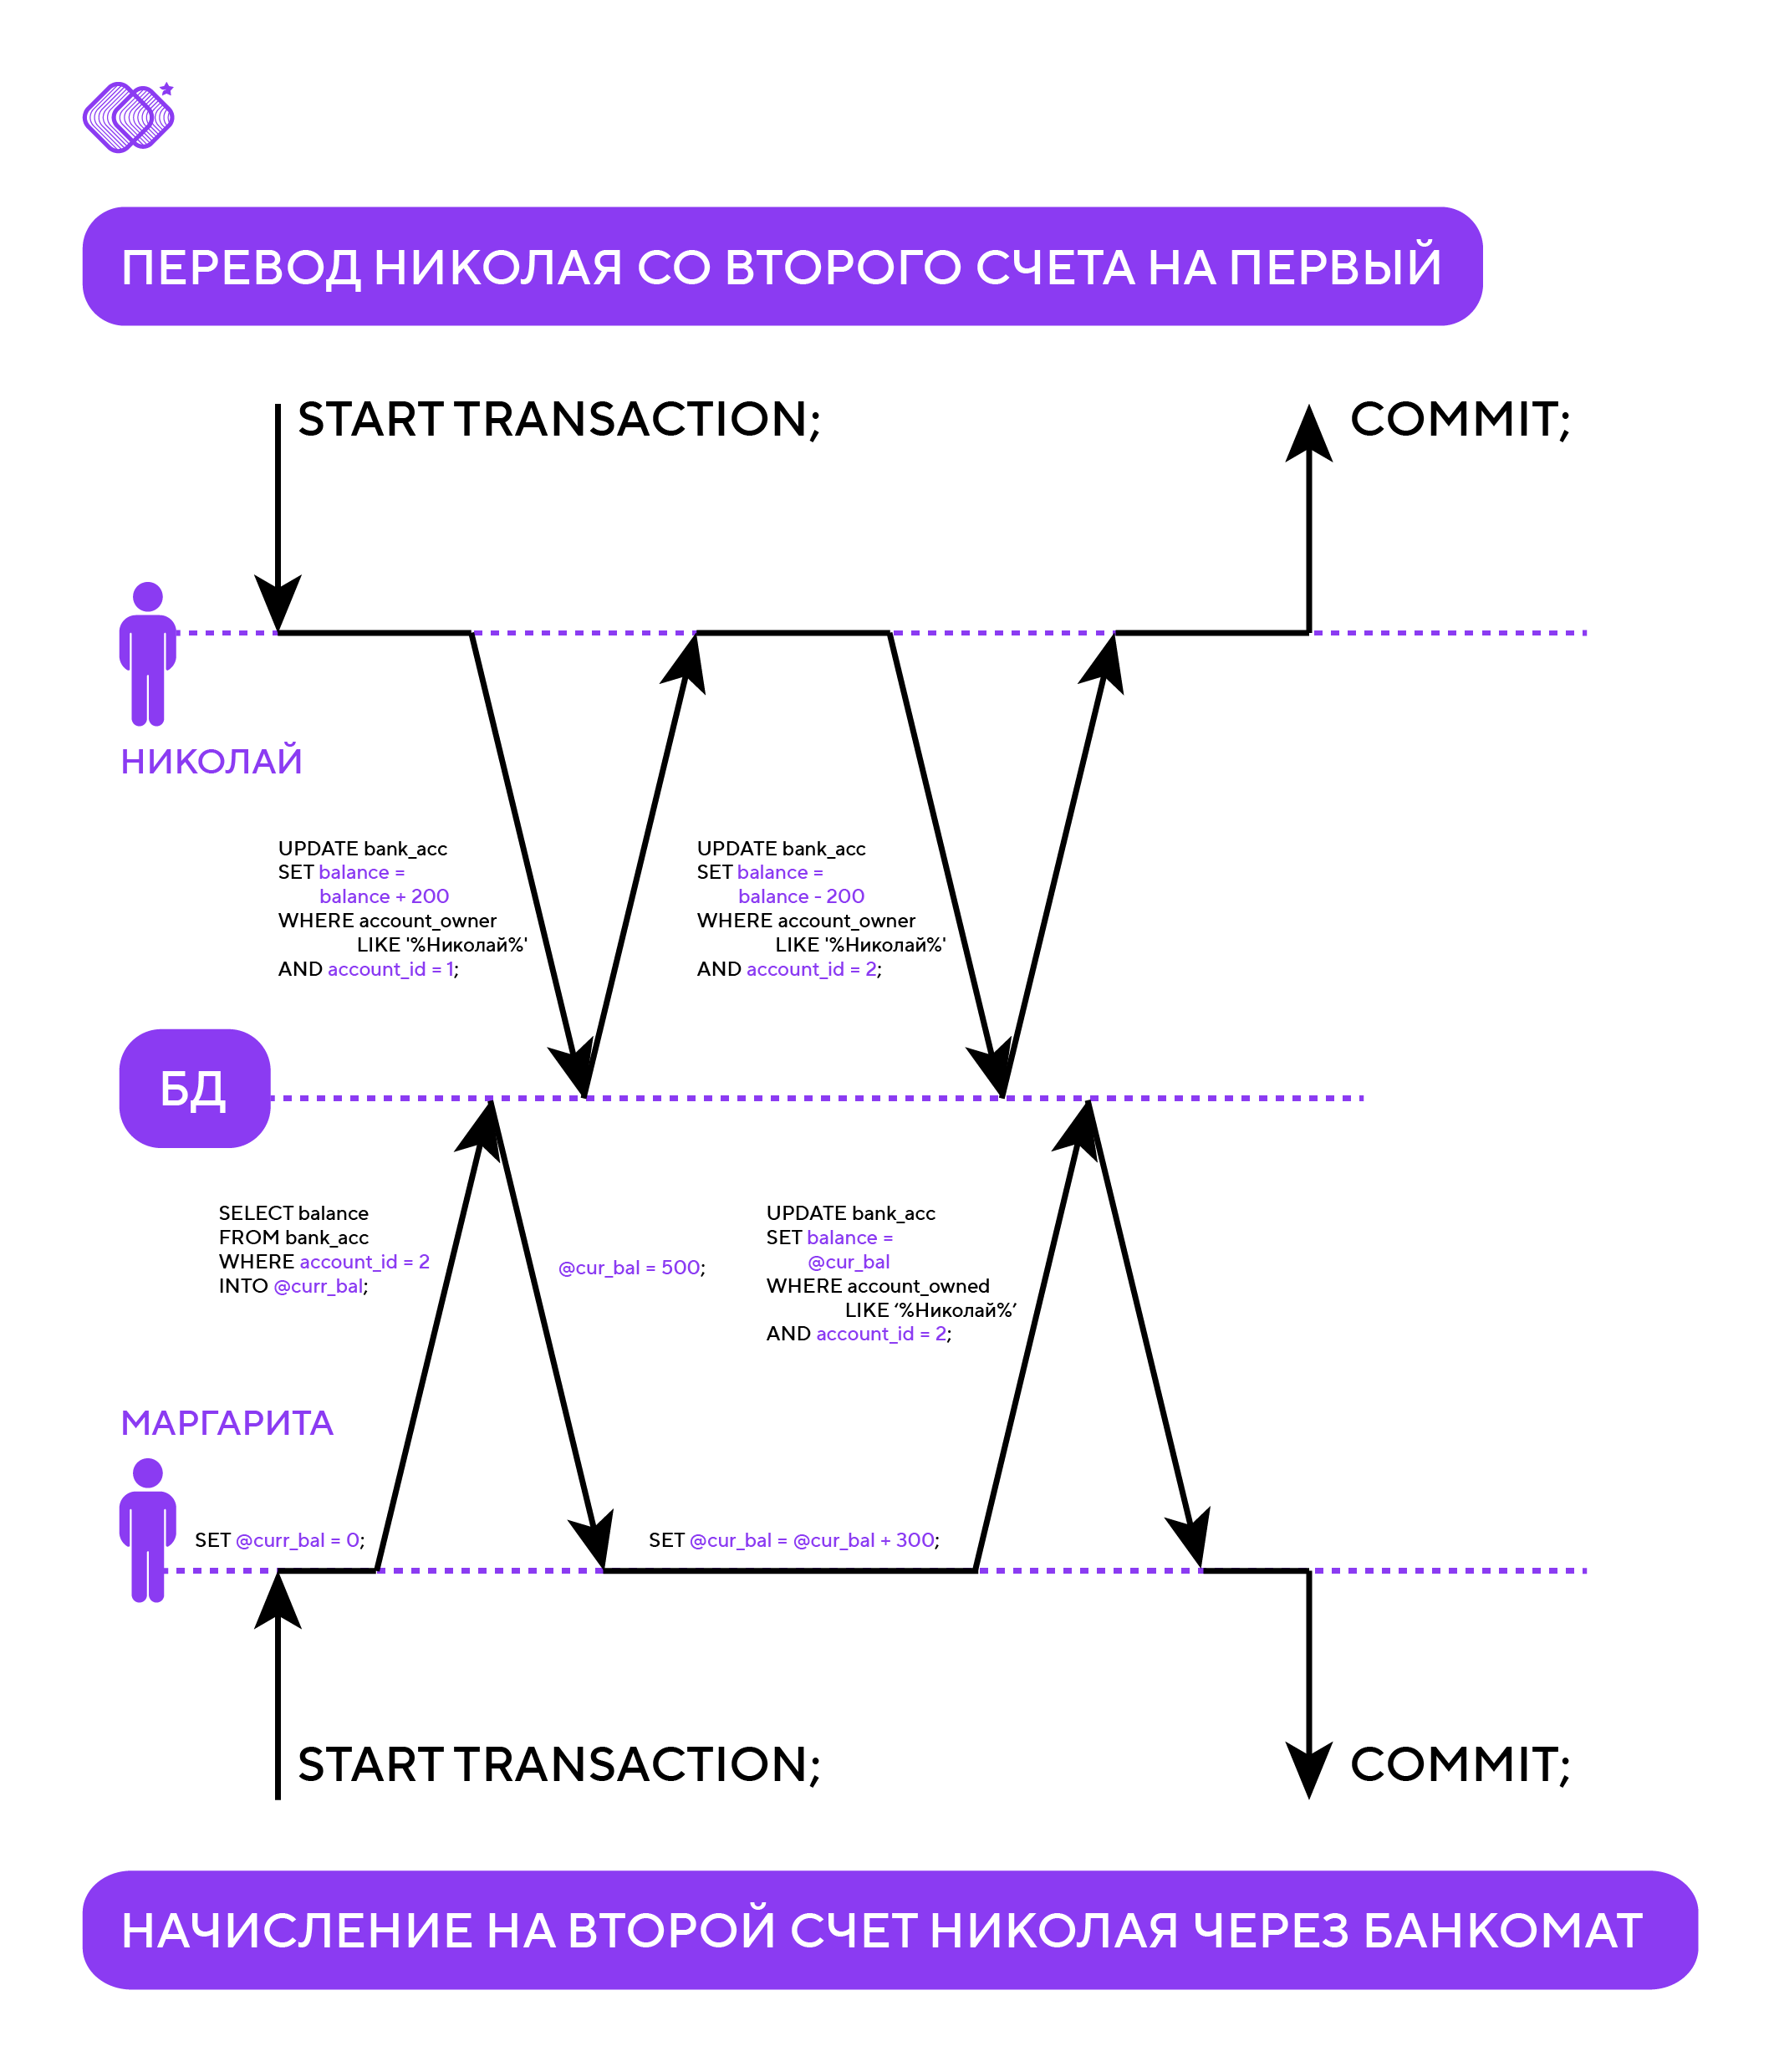 ПЕРЕВОД НИКОЛАЯ СО ВТОРОГО СЧЕТА НА ПЕРВЫЙ
START TRANSACTION;
COMMIT;
НИКОЛАЙ
UPDATE bank_acc
SET balance =
balance + 200
WHERE account_owner
LIKE '%Николай%'
AND account_id = 1;
UPDATE bank_acc
SET balance =
balance - 200
WHERE account_owner
LIKE '%Николай%'
AND account_id = 2;
БД
SELECT balance
FROM bank_acc
WHERE account_id = 2
INTO @curr_bal;
@cur_bal = 500;
UPDATE bank_acc
SET balance =
@cur_bal
WHERE account_owned
LIKE ‘%Николай%’
AND account_id = 2;
МАРГАРИТА
SET @curr_bal = 0;
SET @cur_bal = @cur_bal + 300;
START TRANSACTION;
COMMIT;
НАЧИСЛЕНИЕ НА ВТОРОЙ СЧЕТ НИКОЛАЯ ЧЕРЕЗ БАНКОМАТ